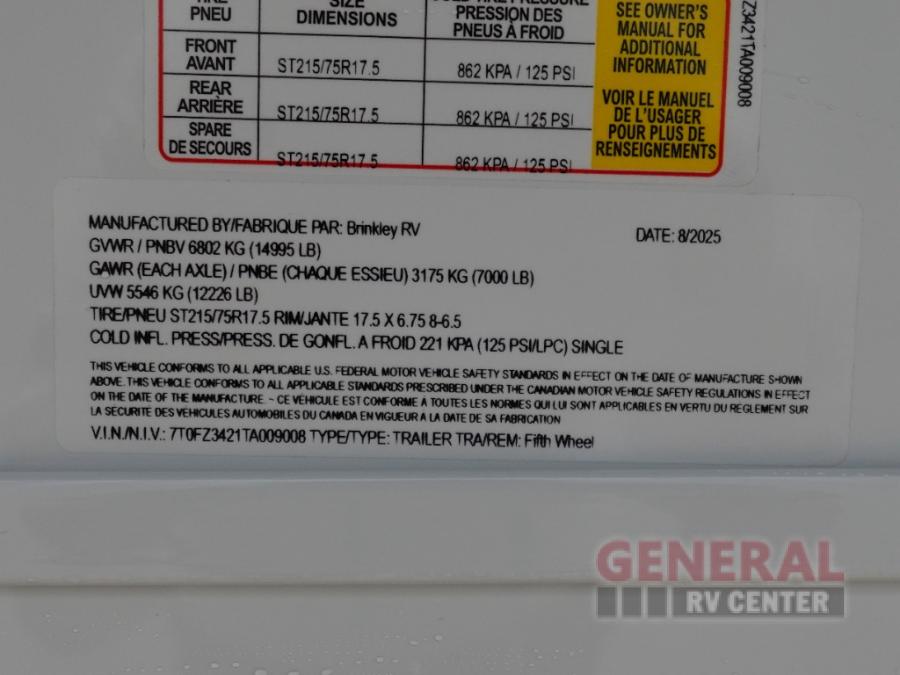 TIRE SIZE COLD TIRE PRESSURE
PNEU DIMENSIONS PRESSION DES
PNEUS À FROID
FRONT
AVANT ST215/75R17.5 862 KPA / 125 PSI
REAR
ARRIÈRE ST215/75R17.5 862 KPA / 125 PSI
SPARE
DE SECOURS ST215/75R17.5 862 KPA / 125 PSI
SEE OWNER'S
MANUAL FOR
ADDITIONAL
INFORMATION
VOIR LE MANUEL
DE L'USAGER
POUR PLUS DE
RENSEIGNEMENTS
Z3421TA009008
MANUFACTURED BY/FABRIQUE PAR: Brinkley RV DATE: 8/2025
GVWR / PNBV 6802 KG (14995 LB)
GAWR (EACH AXLE) / PNBE (CHAQUE ESSIEU) 3175 KG (7000 LB)
UVW 5546 KG (12226 LB)
TIRE/PNEU ST215/75R17.5 RIM/JANTE 17.5 X 6.75 8-6.5
COLD INFL. PRESS/PRESS. DE GONFL. A FROID 221 KPA (125 PSI/LPC) SINGLE
THIS VEHICLE CONFORMS TO ALL APPLICABLE U.S. FEDERAL MOTOR VEHICLE SAFETY STANDARDS IN EFFECT ON THE DATE OF MANUFACTURE SHOWN
ABOVE. THIS VEHICLE CONFORMS TO ALL APPLICABLE STANDARDS PRESCRIBED UNDER THE CANADIAN MOTOR VEHICLE SAFETY REGULATIONS IN EFFECT
ON THE DATE OF THE MANUFACTURE. - CE VEHICULE EST CONFORME A TOUTES LES NORMES QUI LUI SONT APPLICABLES EN VERTU DU REGLEMENT SUR
LA SECURITE DES VEHICULES AUTOMOBILES DU CANADA EN VIGUEUR A LA DATE DE SA FABRICATION
V.I.N./N.I.V.: 7T0FZ3421TA009008 TYPE/TYPE: TRAILER TRA/REM: Fifth Wheel
GENERAL
RV CENTER